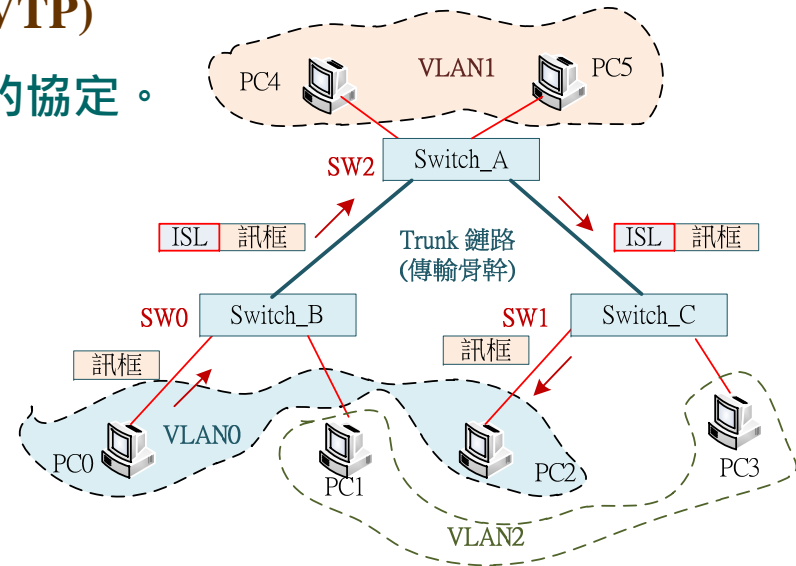 VTP)
的協定。
PC4
VLAN1
PC5
SW2
Switch_A
ISL 訊框
Trunk 鏈路
(傳輸骨幹)
ISL 訊框
SW0
Switch_B
SW1
Switch_C
訊框
訊框
PC0
VLAN0
PC1
PC2
PC3
VLAN2